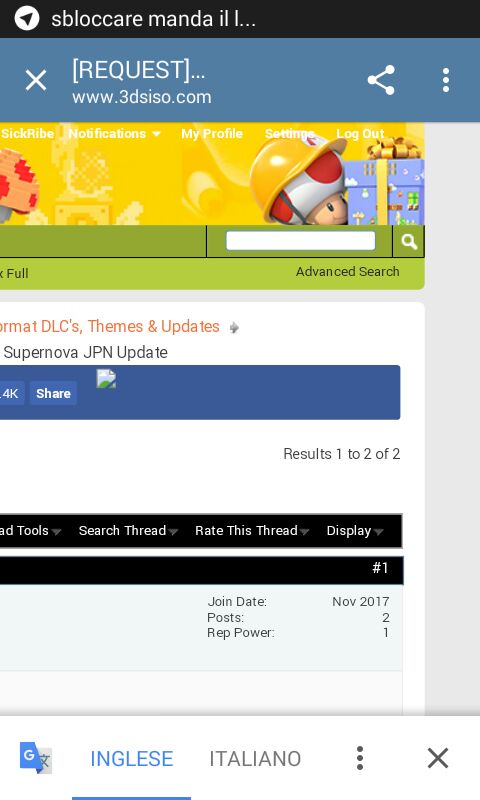 sbloccare manda il l...
[REQUEST]...
www.3dsiso.com
SickRibe Notifications My Profile Settings Log Out
x Full Advanced Search
ormat DLC's, Themes & Updates
Supernova JPN Update
.4K Share
Results 1 to 2 of 2
ad Tools Search Thread Rate This Thread Display
#1
Join Date: Nov 2017
Posts: 2
Rep Power: 1
INGLESE ITALIANO